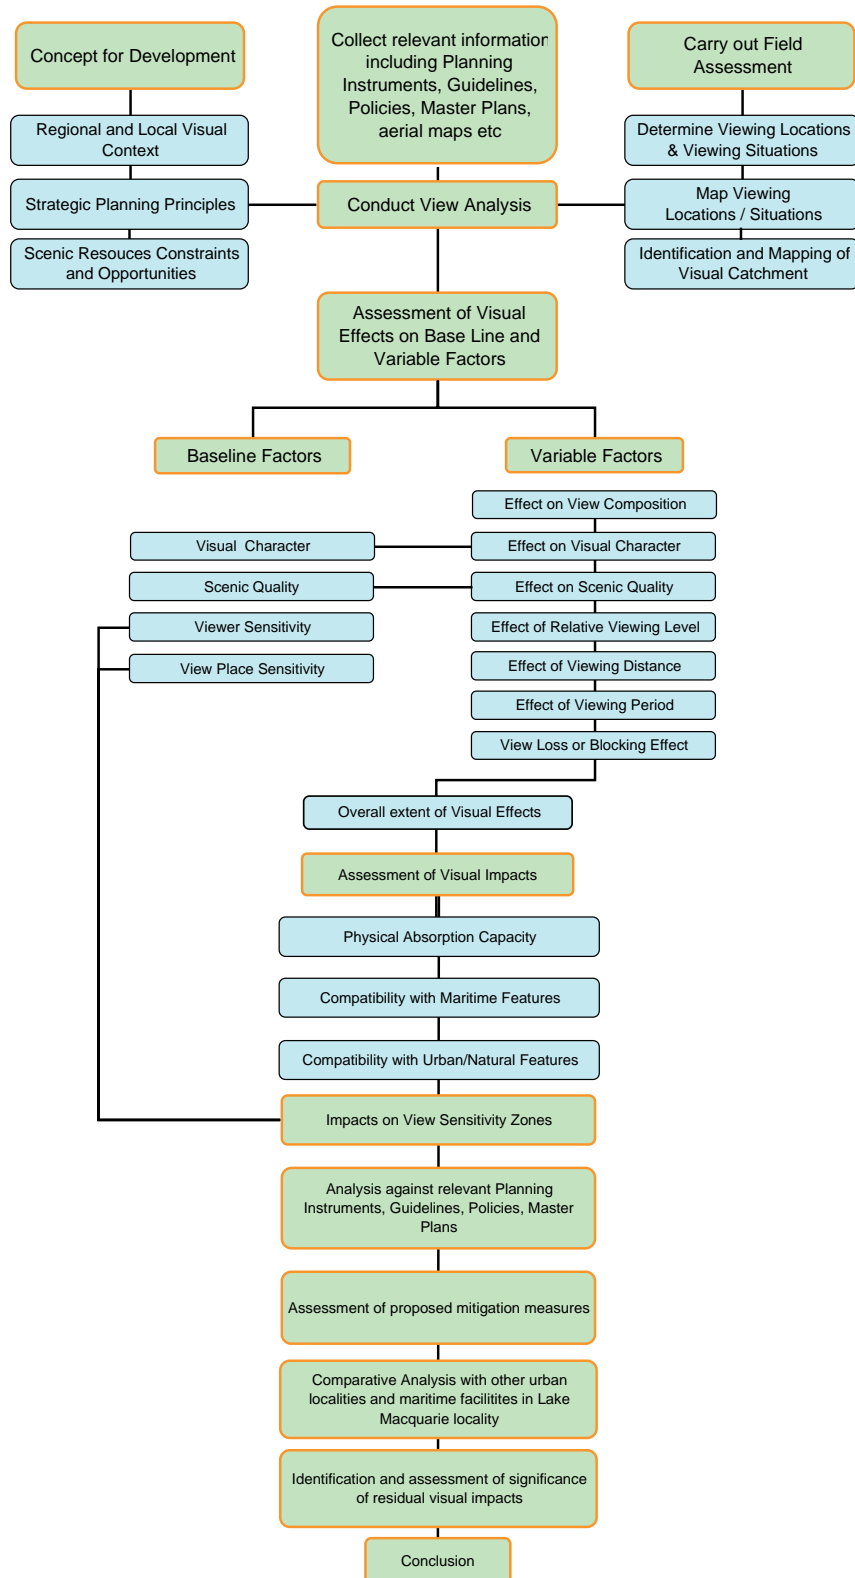 Concept for Development
Collect relevant information
including Planning
Instruments, Guidelines,
Policies, Master Plans,
aerial maps etc
Carry out Field
Assessment
Regional and Local Visual
Context
Determine Viewing Locations
& Viewing Situations
Strategic Planning Principles
Conduct View Analysis
Map Viewing
Locations / Situations
Scenic Resouces Constraints
and Opportunities
Identification and Mapping of
Visual Catchment
Assessment of Visual
Effects on Base Line and
Variable Factors
Baseline Factors
Variable Factors
Effect on View Composition
Visual Character
Effect on Visual Character
Scenic Quality
Effect on Scenic Quality
Viewer Sensitivity
Effect of Relative Viewing Level
View Place Sensitivity
Effect of Viewing Distance
Effect of Viewing Period
View Loss or Blocking Effect
Overall extent of Visual Effects
Assessment of Visual Impacts
Physical Absorption Capacity
Compatibility with Maritime Features
Compatibility with Urban/Natural Features
Impacts on View Sensitivity Zones
Analysis against relevant Planning
Instruments, Guidelines, Policies, Master
Plans
Assessment of proposed mitigation measures
Comparative Analysis with other urban
localities and maritime facilitites in Lake
Macquarie locality
Identification and assessment of significance
of residual visual impacts
Conclusion